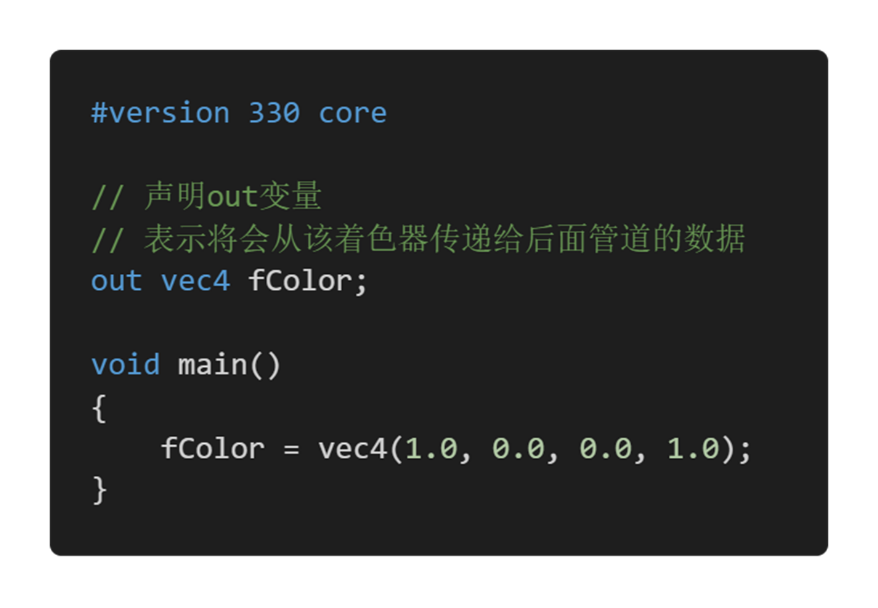 #version 330 core
// 声明out变量
// 表示将会从该着色器传递给后面管道的数据
out vec4 fColor;
void main()
{
    fColor = vec4(1.0, 0.0, 0.0, 1.0);
}